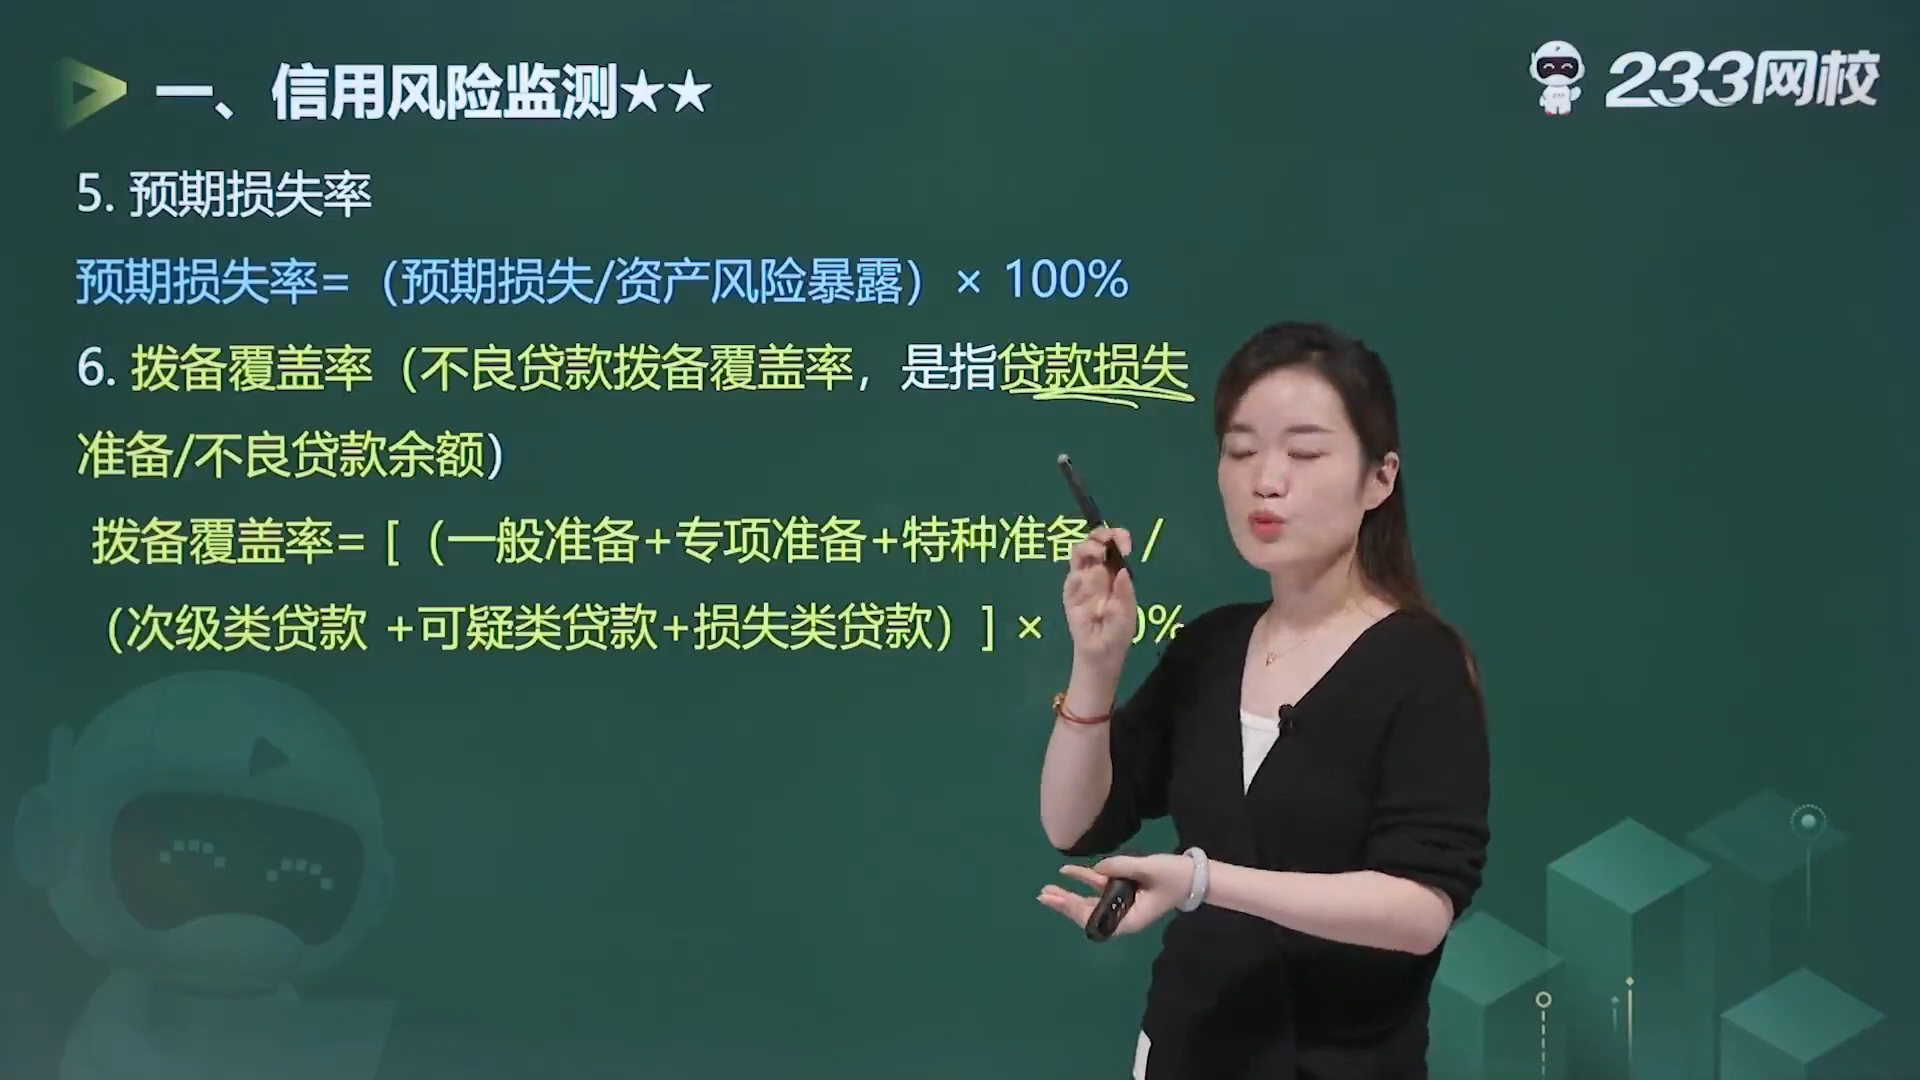 一、信用风险监测★★
233网校
5. 预期损失率
预期损失率=（预期损失/资产风险暴露）× 100%
6. 拨备覆盖率（不良贷款拨备覆盖率，是指贷款损失
准备/不良贷款余额）
拨备覆盖率=［（一般准备+专项准备+特种准备 /
（次级类贷款 +可疑类贷款+损失类贷款）］× 0%